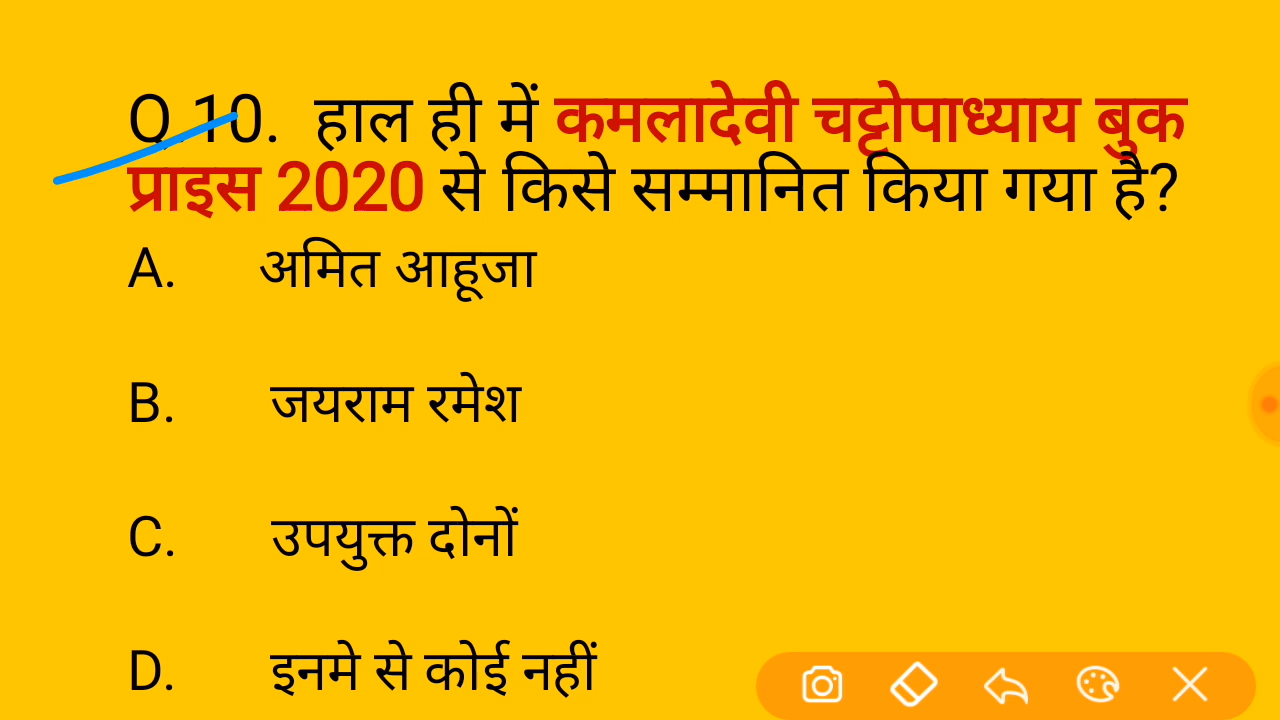 Q.10. हाल ही में कमलादेवी चट्टोपाध्याय बुक
प्राइस 2020 से किसे सम्मानित किया गया है?
A. अमित आहूजा
B. जयराम रमेश
C. उपयुक्त दोनों
D. इनमे से कोई नहीं